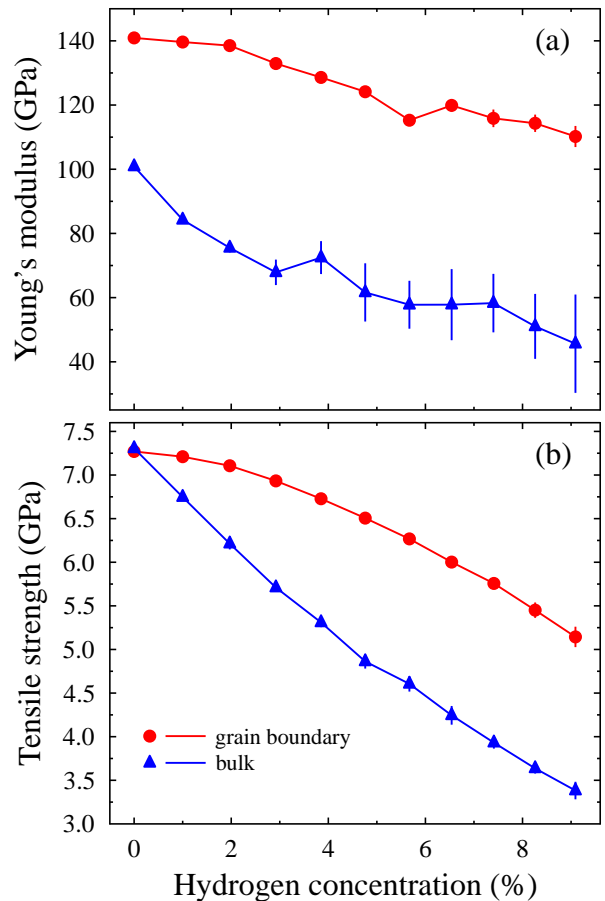 (a)
Young's modulus (GPa)
140
120
100
80
60
40
(b)
Tensile strength (GPa)
7.5
7.0
6.5
6.0
5.5
5.0
4.5
4.0
3.5
3.0
grain boundary
bulk
0 2 4 6 8 10
Hydrogen concentration (%)